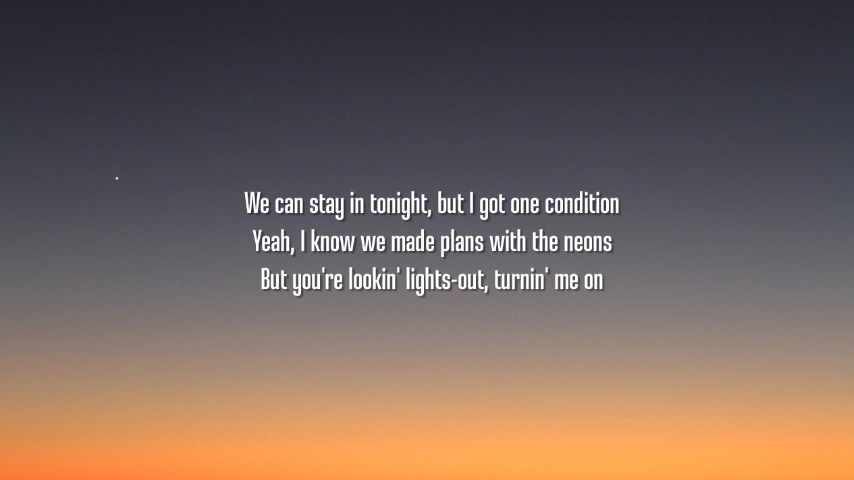 We can stay in tonight, but I got one condition
Yeah, I know we made plans with the neons
But you're lookin' lights-out, turnin' me on